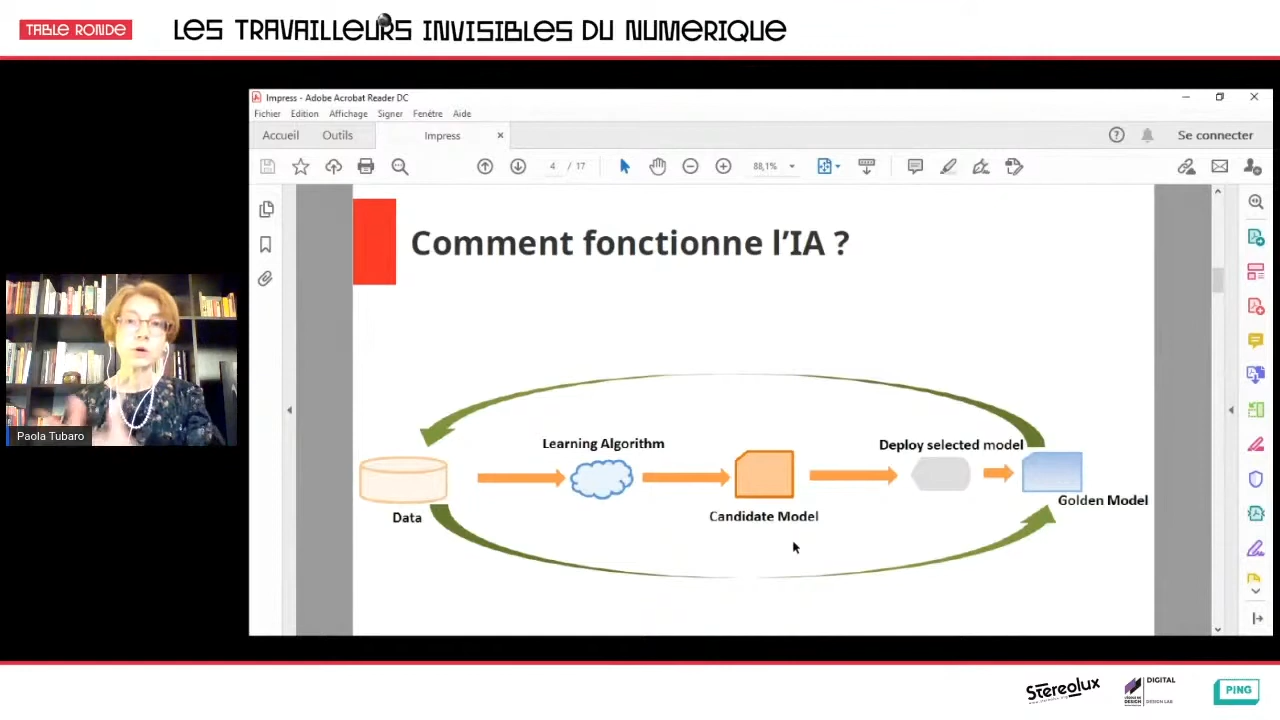 TABLE RONDE
LES TRAVAILLEURS INVISIBLES DU NUMERIQUE
Impress - Adobe Acrobat Reader DC
Fichier Edition Affichage Signer Fenêtre Aide
Accueil Outils Impress × Se connecter
4 / 17 88,1%
Comment fonctionne l’IA ?
Learning Algorithm
Deploy selected model
Data
Candidate Model
Golden Model
Paola Tubaro
Stereolux
DIGITAL
DESIGN LAB
PING